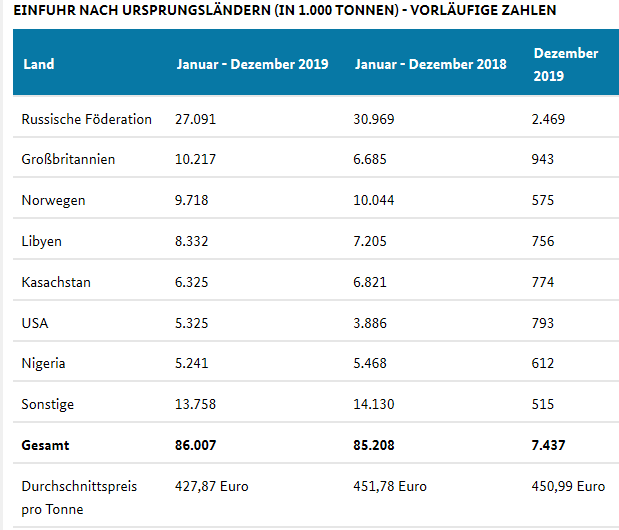 EINFUHR NACH URSPRUNGSLÄNDERN (IN 1.000 TONNEN) - VORLÄUFIGE ZAHLEN
Land Januar - Dezember 2019 Januar - Dezember 2018 Dezember 2019
Russische Föderation 27.091 30.969 2.469
Großbritannien 10.217 6.685 943
Norwegen 9.718 10.044 575
Libyen 8.332 7.205 756
Kasachstan 6.325 6.821 774
USA 5.325 3.886 793
Nigeria 5.241 5.468 612
Sonstige 13.758 14.130 515
Gesamt 86.007 85.208 7.437
Durchschnittspreis pro Tonne 427,87 Euro 451,78 Euro 450,99 Euro